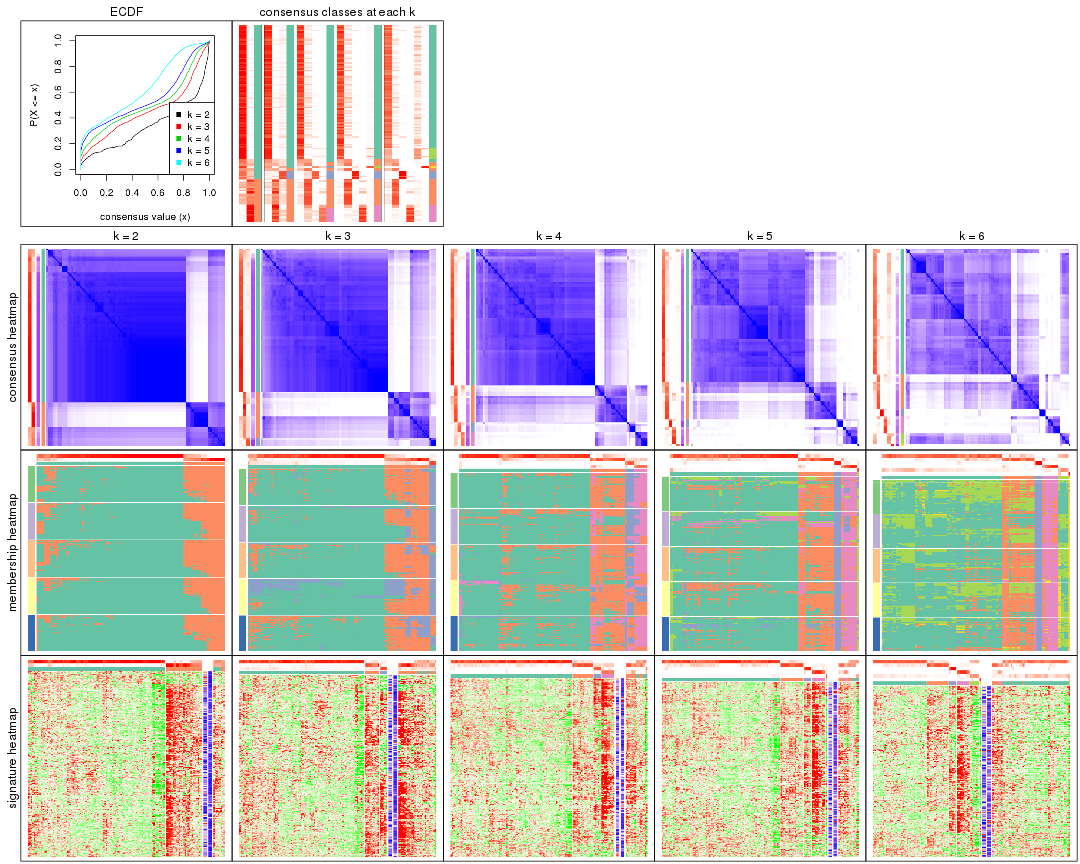 ECDF
consensus classes at each k
P(X <= x)
0.0 0.2 0.4 0.6 0.8 1.0
k = 2
k = 3
k = 4
k = 5
k = 6
0.0 0.2 0.4 0.6 0.8 1.0
consensus value (x)
k = 2
k = 3
k = 4
k = 5
k = 6
consensus heatmap
membership heatmap
signature heatmap